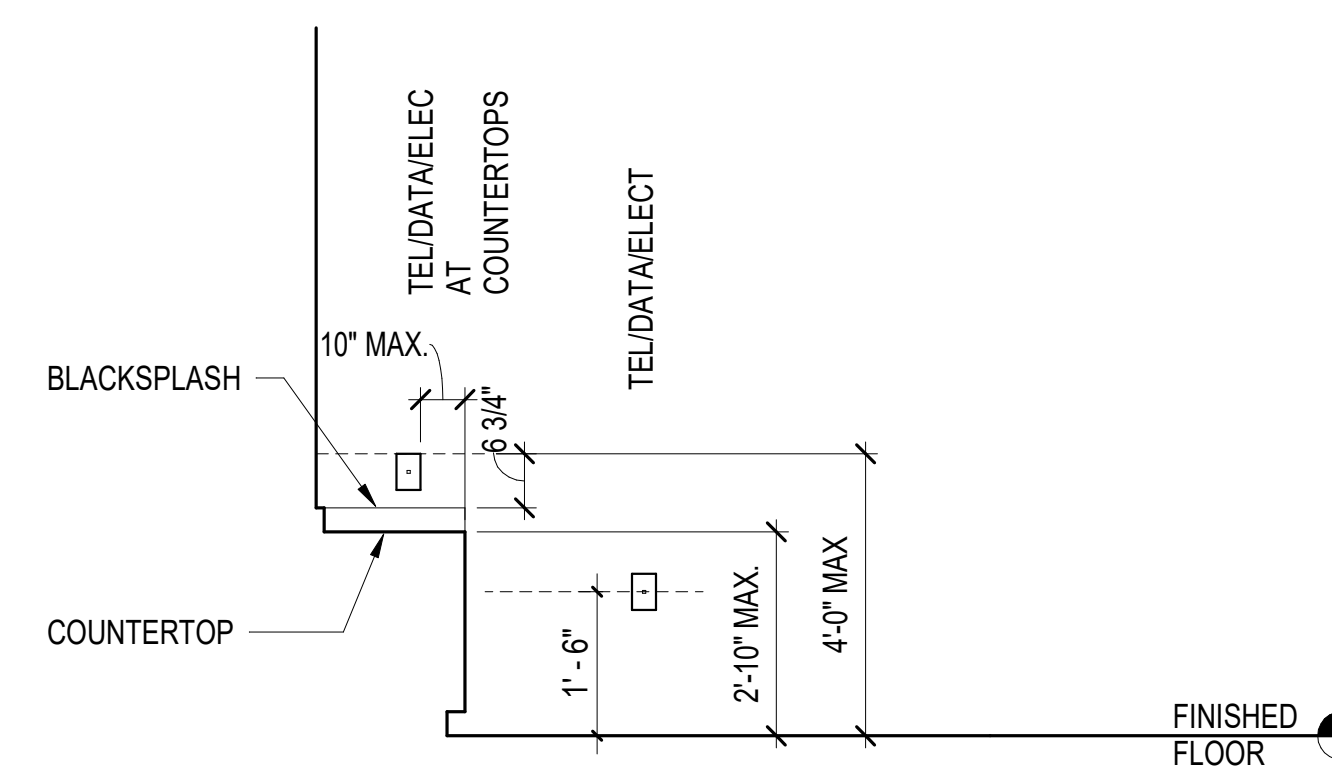 TEL/DATA/ELEC
AT
COUNTERTOPS
TEL/DATA/ELECT
10" MAX.
BLACKSPLASH
6 3/4"
COUNTERTOP
1' - 6"
2'-10" MAX.
4'-0" MAX
FINISHED
FLOOR